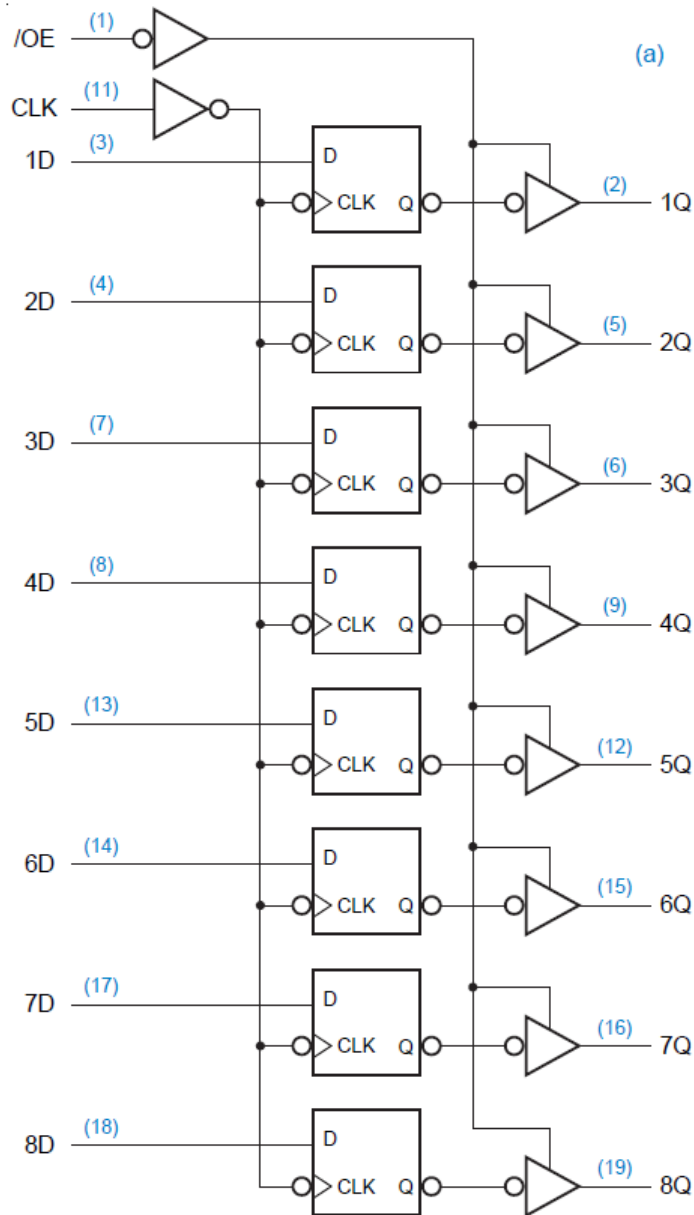 /OE (1) (a)
CLK (11)
1D (3) D
CLK Q (2) 1Q
2D (4) D
CLK Q (5) 2Q
3D (7) D
CLK Q (6) 3Q
4D (8) D
CLK Q (9) 4Q
5D (13) D
CLK Q (12) 5Q
6D (14) D
CLK Q (15) 6Q
7D (17) D
CLK Q (16) 7Q
8D (18) D
CLK Q (19) 8Q